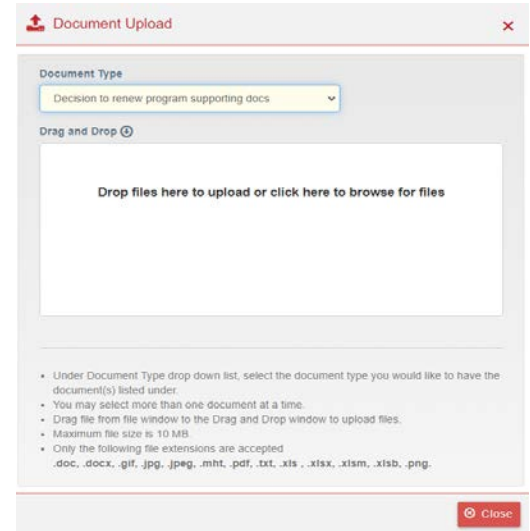 Document Upload
Document Type
Decision to renew program supporting docs
Drag and Drop
Drop files here to upload or click here to browse for files
Under Document Type drop down list, select the document type you would like to have the
document(s) listed under.
You may select more than one document at a time.
Drag file from file window to the Drag and Drop window to upload files.
Maximum file size is 10 MB.
Only the following file extensions are accepted
.doc, .docx, .gif, .jpg, .jpeg, .mht, .pdf, .txt, .xls , .xlsx, .xlsm, .xlsb, .png.
Close